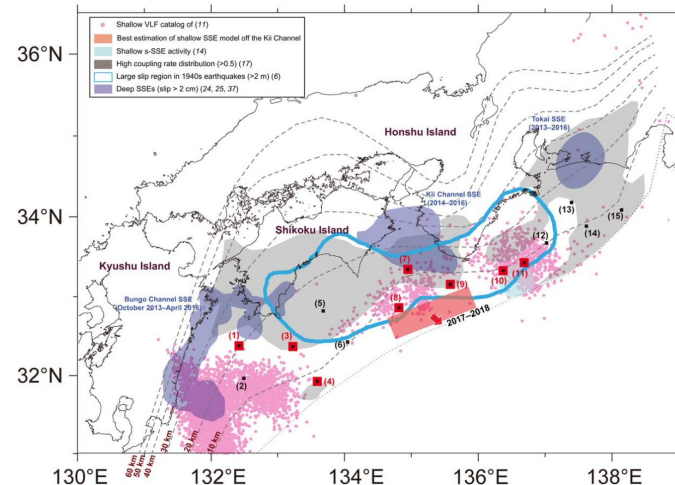 Shallow VLF catalog of (11)
Best estimation of shallow SSE model off the Kii Channel
Shallow s-SSE activity (14)
High coupling rate distribution (>0.5) (17)
Large slip region in 1940s earthquakes (>2 m) (6)
Deep SSEs (slip > 2 cm) (24, 25, 37)
36°N
34°N
32°N
130°E
132°E
134°E
136°E
138°E
Honshu Island
Tokai SSE
(2013–2016)
Kii Channel SSE
(2014–2016)
Shikoku Island
Kyushu Island
Bungo Channel SSE
(October 2013–April 2016)
(1)
(2)
(3)
(4)
(5)
(6)
(7)
(8)
(9)
(10)
(11)
(12)
(13)
(14)
(15)
2017–2018
60 km
50 km
40 km
30 km
20 km
10 km